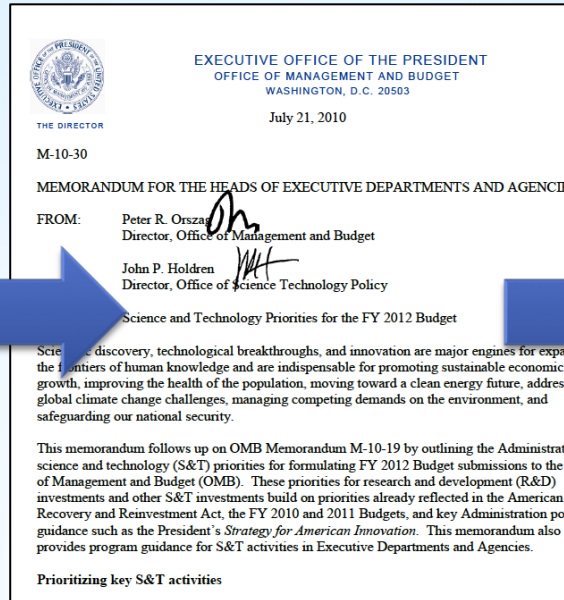 EXECUTIVE OFFICE OF THE PRESIDENT
OFFICE OF MANAGEMENT AND BUDGET
WASHINGTON, D.C. 20503
THE DIRECTOR
July 21, 2010
M-10-30
MEMORANDUM FOR THE HEADS OF EXECUTIVE DEPARTMENTS AND AGENCIE
FROM: Peter R. Orszag
Director, Office of Management and Budget
John P. Holdren
Director, Office of Science Technology Policy
Science and Technology Priorities for the FY 2012 Budget
discovery, technological breakthroughs, and innovation are major engines for expa
the frontiers of human knowledge and are indispensable for promoting sustainable economic
growth, improving the health of the population, moving toward a clean energy future, addres
global climate change challenges, managing competing demands on the environment, and
safeguarding our national security.
This memorandum follows up on OMB Memorandum M-10-19 by outlining the Administrat
science and technology (S&T) priorities for formulating FY 2012 Budget submissions to the
of Management and Budget (OMB). These priorities for research and development (R&D)
investments and other S&T investments build on priorities already reflected in the American
Recovery and Reinvestment Act, the FY 2010 and 2011 Budgets, and key Administration po
guidance such as the President's Strategy for American Innovation. This memorandum also
provides program guidance for S&T activities in Executive Departments and Agencies.
Prioritizing key S&T activities